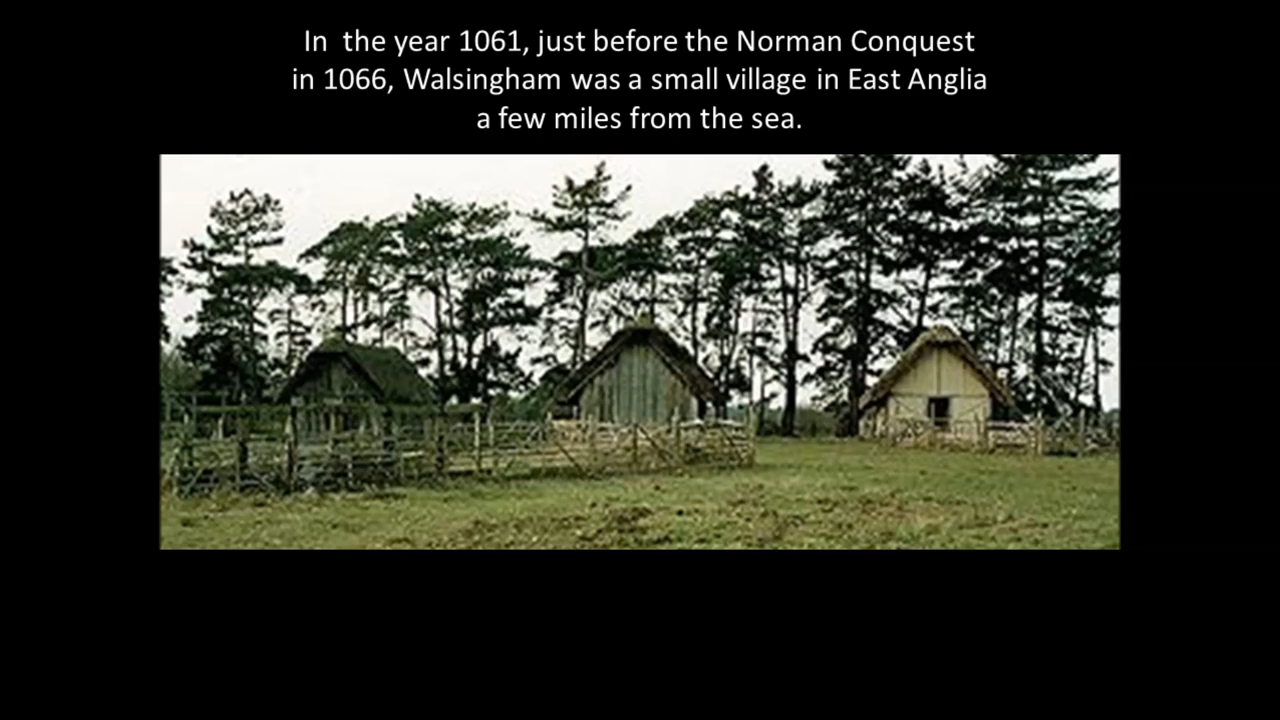 In  the year 1061, just before the Norman Conquest
in 1066, Walsingham was a small village in East Anglia
a few miles from the sea.